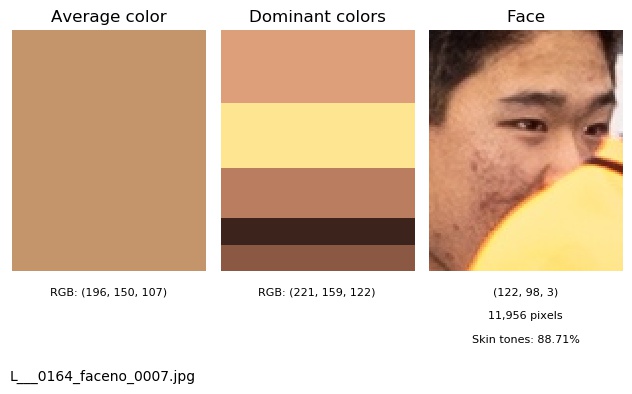 Average color
Dominant colors
Face
RGB: (196, 150, 107)
RGB: (221, 159, 122)
(122, 98, 3)
11,956 pixels
Skin tones: 88.71%
L___0164_faceno_0007.jpg